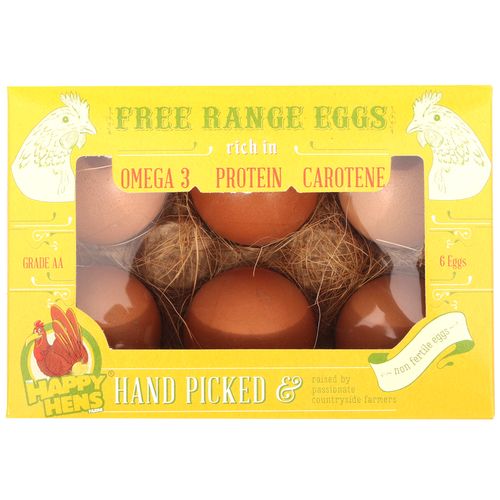 FREE RANGE EGGS
rich in
OMEGA 3 PROTEIN CAROTENE
GRADE AA
6 Eggs
non fertile eggs
HAPPY HENS®
FARM
HAND PICKED &
raised by
passionate
countryside farmers